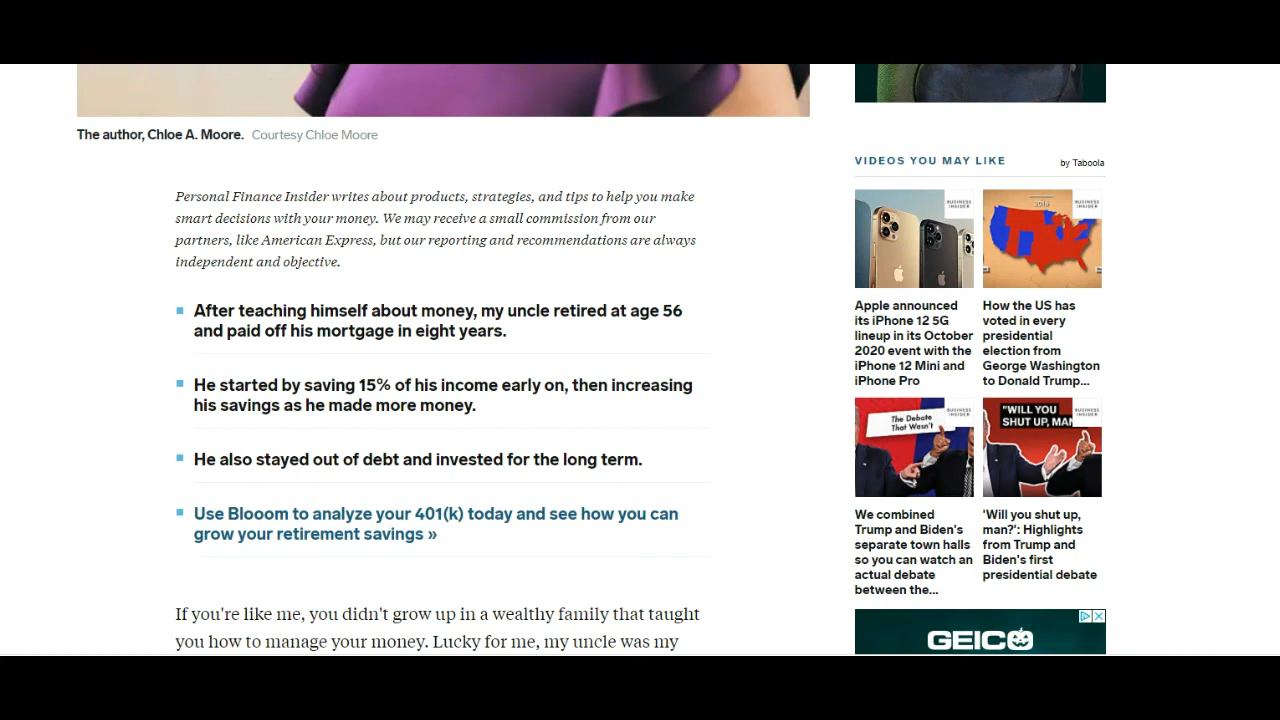 The author, Chloe A. Moore. Courtesy Chloe Moore
Personal Finance Insider writes about products, strategies, and tips to help you make
smart decisions with your money. We may receive a small commission from our
partners, like American Express, but our reporting and recommendations are always
independent and objective.
After teaching himself about money, my uncle retired at age 56
and paid off his mortgage in eight years.
He started by saving 15% of his income early on, then increasing
his savings as he made more money.
He also stayed out of debt and invested for the long term.
Use Blooom to analyze your 401(k) today and see how you can
grow your retirement savings »
If you're like me, you didn't grow up in a wealthy family that taught
you how to manage your money. Lucky for me, my uncle was my
VIDEOS YOU MAY LIKE
by Taboola
BUSINESS
INSIDER
Apple announced
its iPhone 12 5G
lineup in its October
2020 event with the
iPhone 12 Mini and
iPhone Pro
2016
BUSINESS
INSIDER
How the US has
voted in every
presidential
election from
George Washington
to Donald Trump...
The Debate
That Wasn't
BUSINESS
INSIDER
We combined
Trump and Biden's
separate town halls
so you can watch an
actual debate
between the...
"WILL YOU
SHUT UP, MAN
BUSINESS
INSIDER
'Will you shut up,
man?': Highlights
from Trump and
Biden's first
presidential debate
GEICO